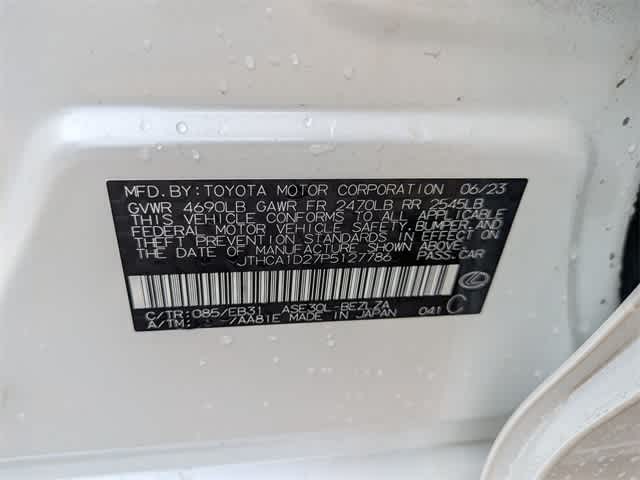 MFD. BY: TOYOTA MOTOR CORPORATION 06/23
GVWR 4690LB GAWR FR 2470LB RR 2545LB
THIS VEHICLE CONFORMS TO ALL APPLICABLE
FEDERAL MOTOR VEHICLE SAFETY, BUMPER, AND
THEFT PREVENTION STANDARDS IN EFFECT ON
THE DATE OF MANUFACTURE SHOWN ABOVE.
JTHCA1D27P5127786 PASS. CAR
C/TR: 085/EB31 ASE30L-BEZLZA 041 C
A/TM: -/AA81E MADE IN JAPAN